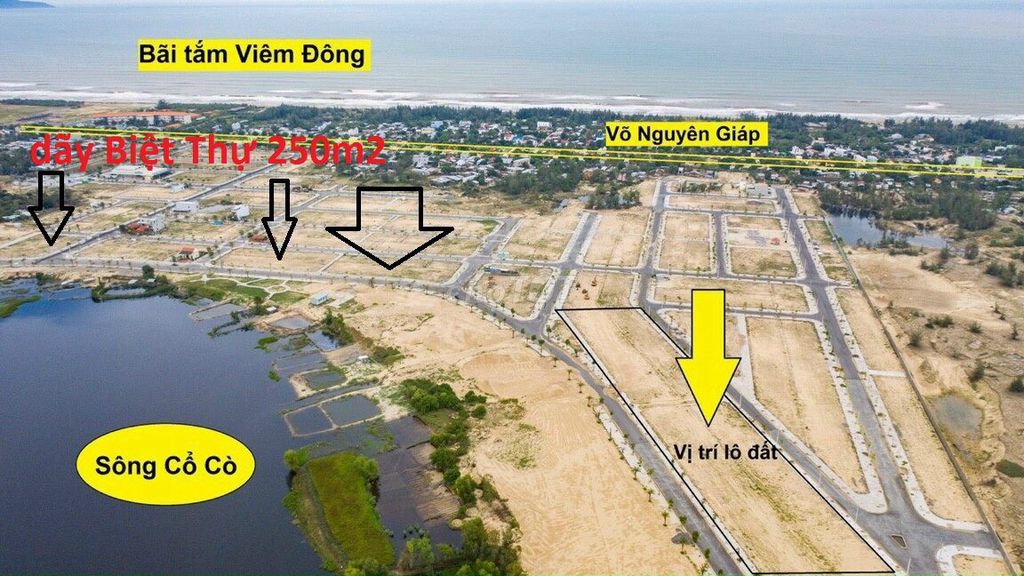 Bãi tắm Viêm Đông
Võ Nguyên Giáp
dãy Biệt Thự 250m2
Vị trí lô đất
Sông Cổ Cò